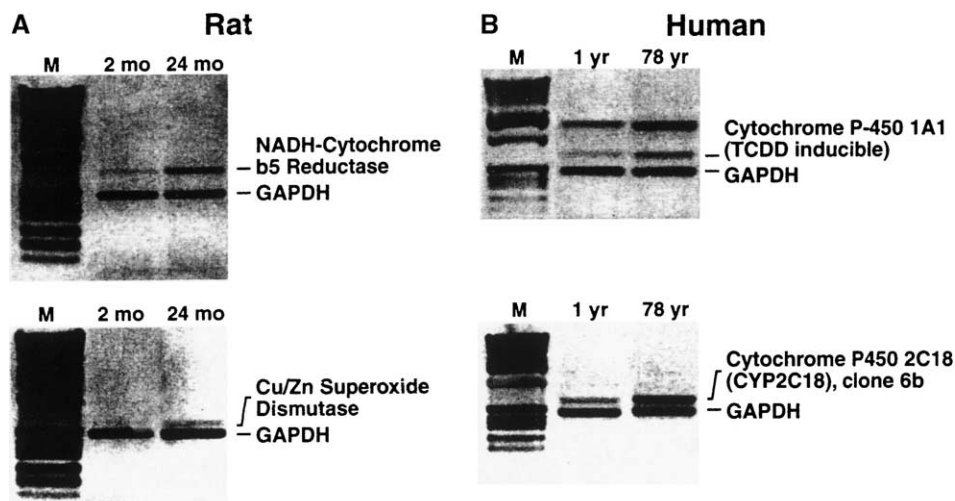 A Rat
M 2 mo 24 mo
NADH-Cytochrome
b5 Reductase
GAPDH
M 2 mo 24 mo
Cu/Zn Superoxide
Dismutase
GAPDH
B Human
M 1 yr 78 yr
Cytochrome P-450 1A1
(TCDD inducible)
GAPDH
M 1 yr 78 yr
Cytochrome P450 2C18
(CYP2C18), clone 6b
GAPDH